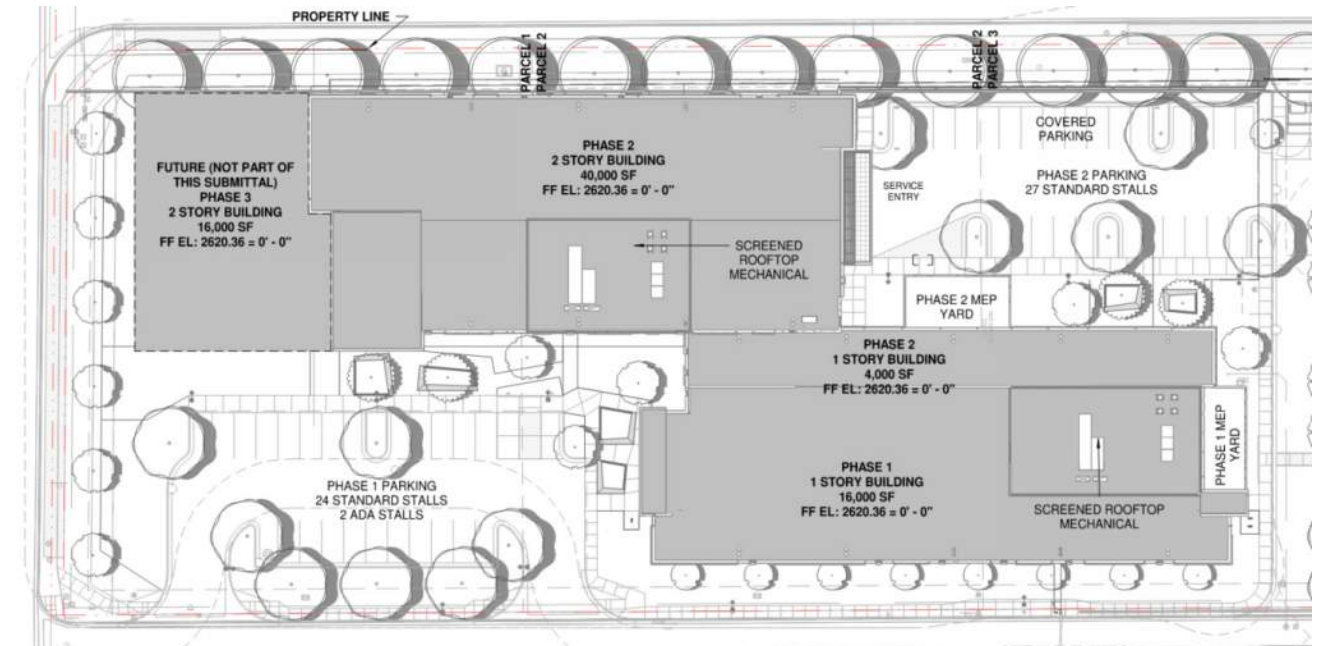 PROPERTY LINE
PARCEL 1
PARCEL 2
PARCEL 2
PARCEL 3
FUTURE (NOT PART OF
THIS SUBMITTAL)
PHASE 3
2 STORY BUILDING
16,000 SF
FF EL: 2620.36 = 0' - 0"
PHASE 2
2 STORY BUILDING
40,000 SF
FF EL: 2620.36 = 0' - 0"
SCREENED
ROOFTOP
MECHANICAL
SERVICE
ENTRY
COVERED
PARKING
PHASE 2 PARKING
27 STANDARD STALLS
PHASE 2 MEP
YARD
PHASE 2
1 STORY BUILDING
4,000 SF
FF EL: 2620.36 = 0' - 0"
PHASE 1 MEP
YARD
PHASE 1 PARKING
24 STANDARD STALLS
2 ADA STALLS
PHASE 1
1 STORY BUILDING
16,000 SF
FF EL: 2620.36 = 0' - 0"
SCREENED ROOFTOP
MECHANICAL